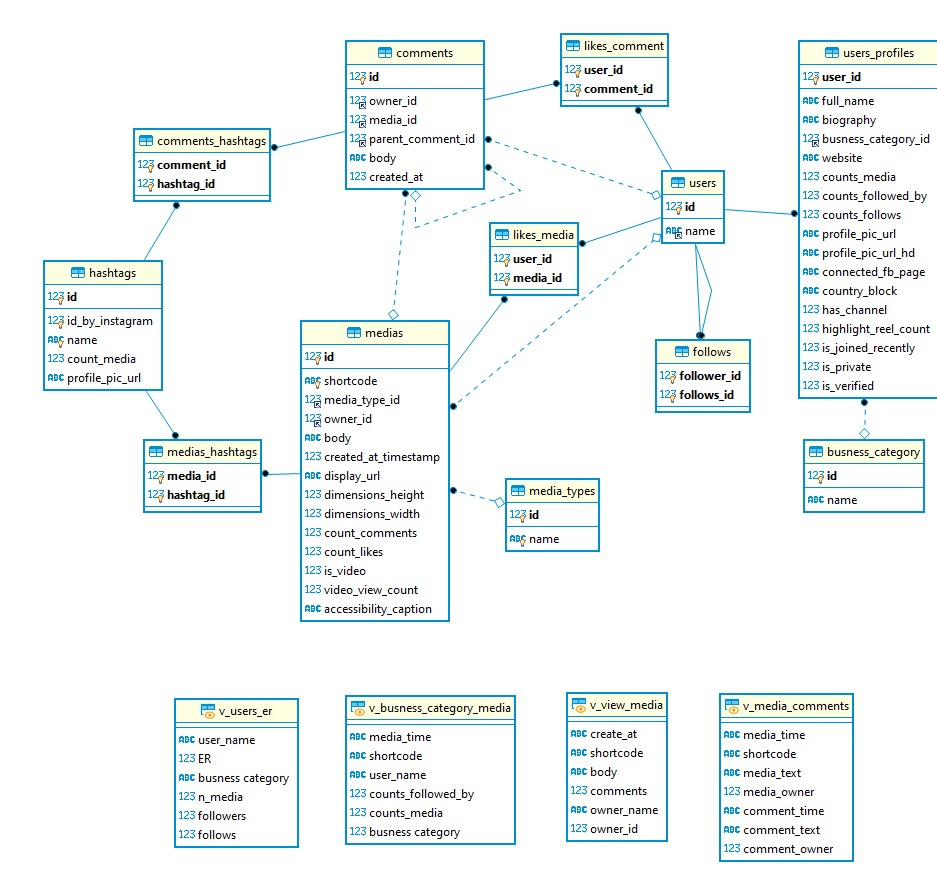 comments
123 id
123 owner_id
123 media_id
123 parent_comment_id
ABC body
123 created_at
likes_comment
123 user_id
123 comment_id
users_profiles
123 user_id
ABC full_name
ABC biography
123 busness_category_id
ABC website
123 counts_media
123 counts_followed_by
123 counts_follows
ABC profile_pic_url
ABC profile_pic_url_hd
ABC connected_fb_page
ABC country_block
123 has_channel
123 highlight_reel_count
123 is_joined_recently
123 is_private
123 is_verified
comments_hashtags
123 comment_id
123 hashtag_id
users
123 id
ABC name
likes_media
123 user_id
123 media_id
hashtags
123 id
123 id_by_instagram
ABC name
123 count_media
ABC profile_pic_url
medias
123 id
ABC shortcode
123 media_type_id
123 owner_id
ABC body
123 created_at_timestamp
ABC display_url
123 dimensions_height
123 dimensions_width
123 count_comments
123 count_likes
123 is_video
123 video_view_count
ABC accessibility_caption
follows
123 follower_id
123 follows_id
medias_hashtags
123 media_id
123 hashtag_id
media_types
123 id
ABC name
busness_category
123 id
ABC name
v_users_er
ABC user_name
123 ER
ABC busness category
123 n_media
123 followers
123 follows
v_busness_category_media
ABC media_time
ABC shortcode
ABC user_name
123 counts_followed_by
123 counts_media
123 busness category
v_view_media
ABC create_at
ABC shortcode
ABC body
123 comments
ABC owner_name
123 owner_id
v_media_comments
ABC media_time
ABC shortcode
ABC media_text
123 media_owner
ABC comment_time
ABC comment_text
123 comment_owner